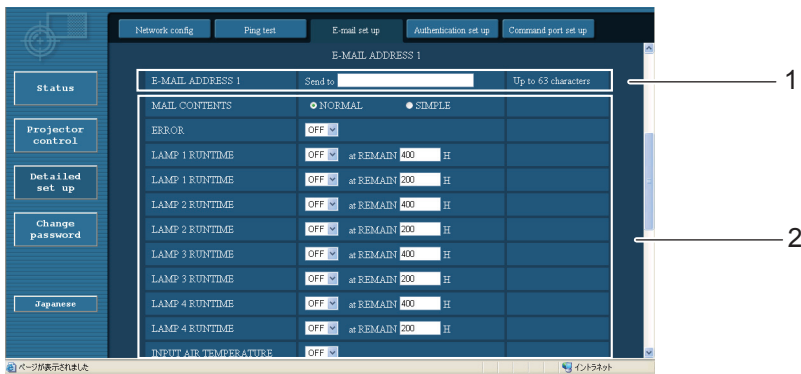 Network config Ping test E-mail set up Authentication set up Command port set up
E-MAIL ADDRESS 1
E-MAIL ADDRESS 1 Send to Up to 63 characters
1
MAIL CONTENTS NORMAL SIMPLE
ERROR OFF
LAMP 1 RUNTIME OFF at REMAIN 400 H
LAMP 1 RUNTIME OFF at REMAIN 200 H
LAMP 2 RUNTIME OFF at REMAIN 400 H
LAMP 2 RUNTIME OFF at REMAIN 200 H
2
LAMP 3 RUNTIME OFF at REMAIN 400 H
LAMP 3 RUNTIME OFF at REMAIN 200 H
LAMP 4 RUNTIME OFF at REMAIN 400 H
LAMP 4 RUNTIME OFF at REMAIN 200 H
INPUT AIR TEMPERATURE OFF
Status
Projector
control
Detailed
set up
Change
password
Japanese
ページが表示されました イントラネット